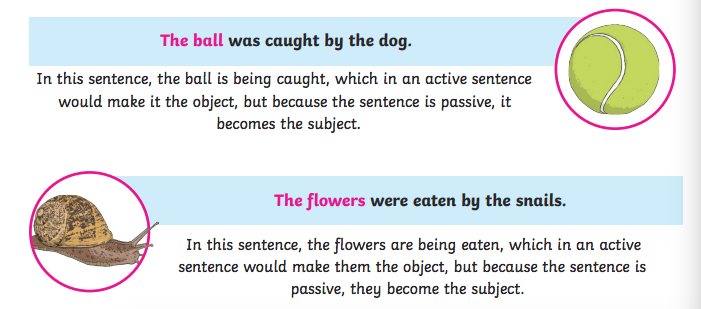 The ball was caught by the dog.
In this sentence, the ball is being caught, which in an active sentence
would make it the object, but because the sentence is passive, it
becomes the subject.
The flowers were eaten by the snails.
In this sentence, the flowers are being eaten, which in an active
sentence would make them the object, but because the sentence is
passive, they become the subject.